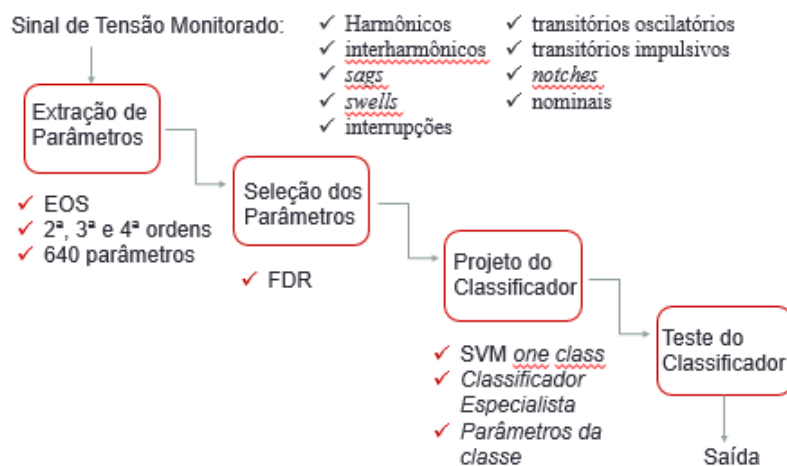 Sinal de Tensão Monitorado:
✓ Harmônicos
✓ interharmônicos
✓ sags
✓ swells
✓ interrupções
✓ transitórios oscilatórios
✓ transitórios impulsivos
✓ notches
✓ nominais
Extração de
Parâmetros
✓ EOS
✓ 2ª, 3ª e 4ª ordens
✓ 640 parâmetros
Seleção dos
Parâmetros
✓ FDR
Projeto do
Classificador
✓ SVM one class
✓ Classificador
Especialista
✓ Parâmetros da
classe
Teste do
Classificador
Saída